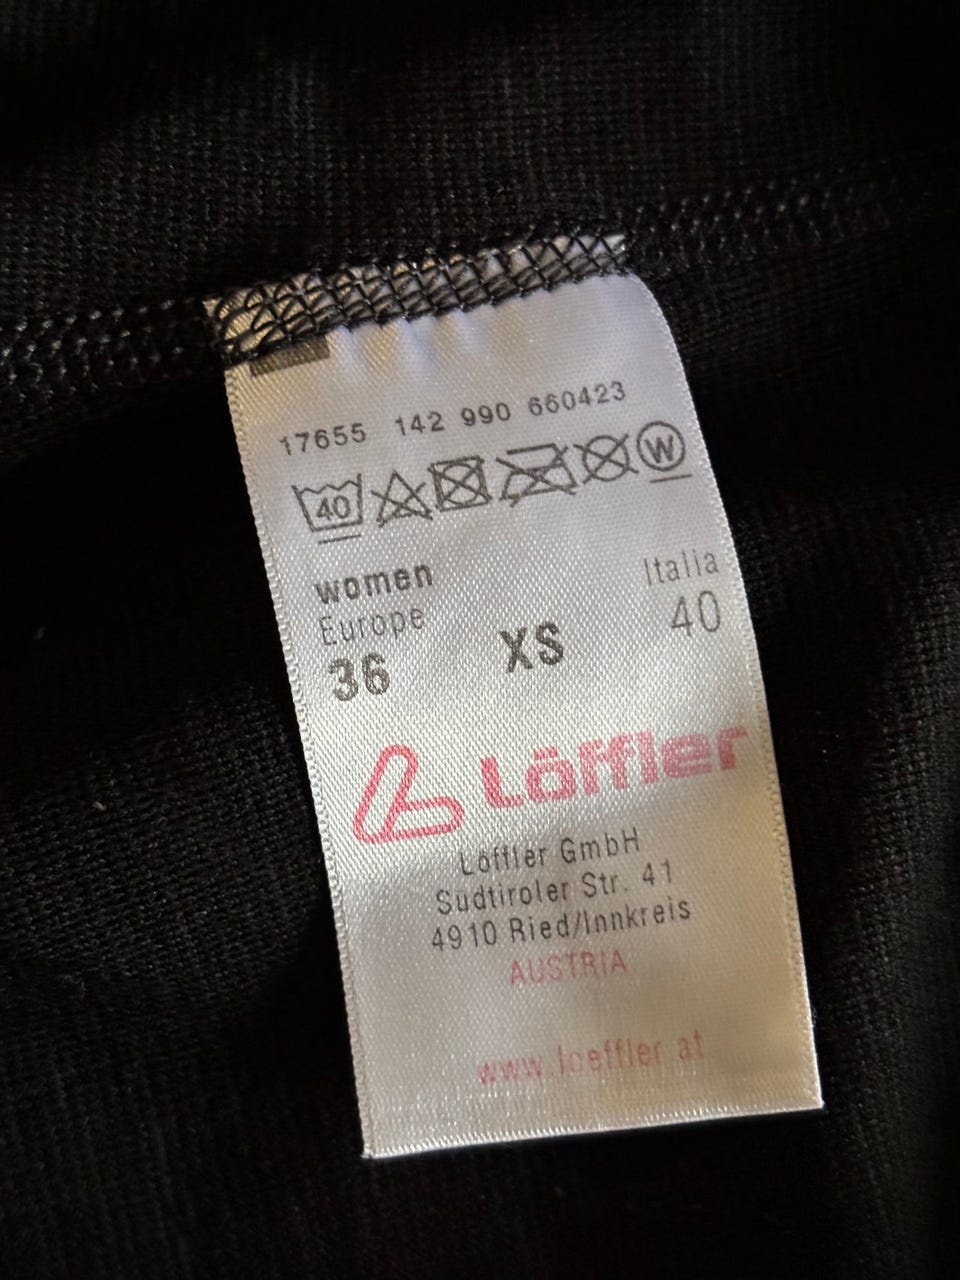 17655 142 990 660423
40 W
women Italia
Europe 40
36 XS
Löffler
Löffler GmbH
Südtiroler Str. 41
4910 Ried/Innkreis
AUSTRIA
www.loeffler.at